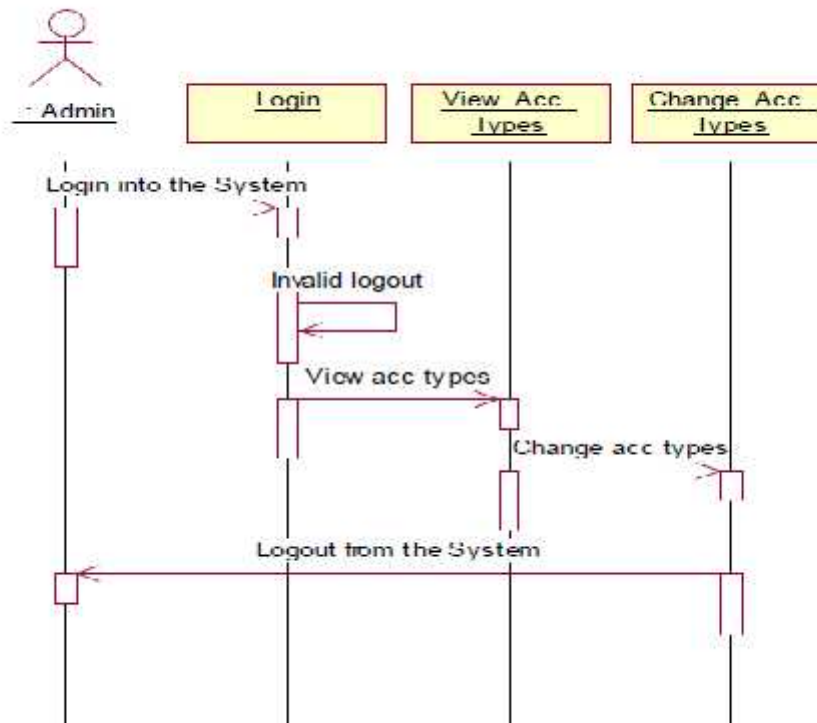 : Admin
Login
View Acc
Types
Change Acc
Types
Login into the System
Invalid logout
View acc types
Change acc types
Logout from the System